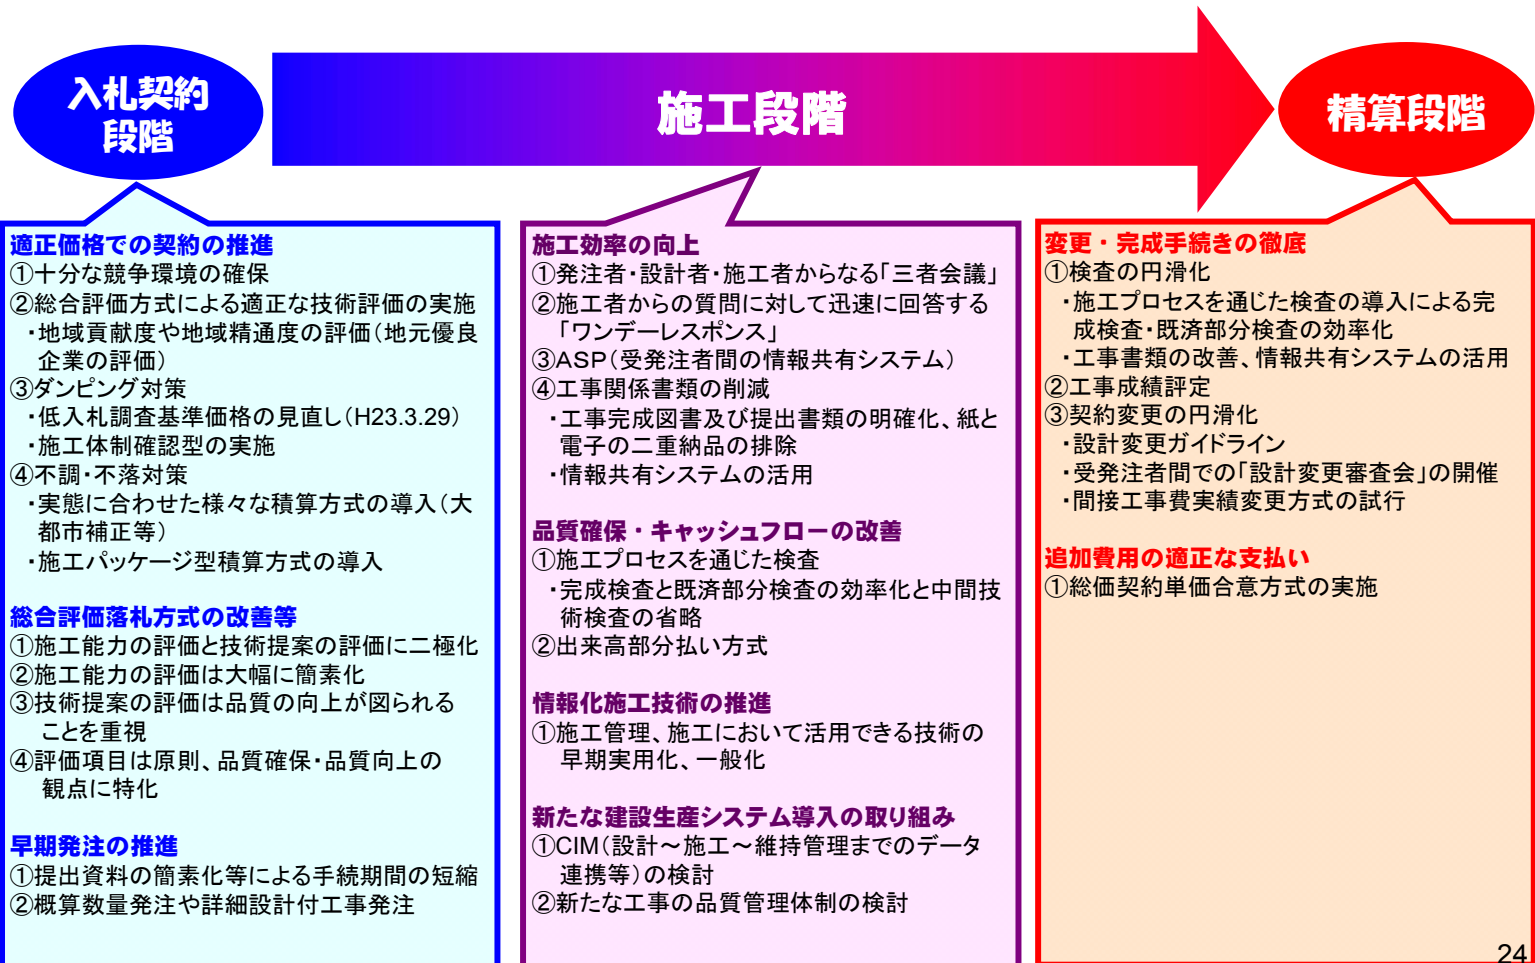 入札契約
段階
施工段階
精算段階
適正価格での契約の推進
①十分な競争環境の確保
②総合評価方式による適正な技術評価の実施
・地域貢献度や地域精通度の評価(地元優良
企業の評価)
③ダンピング対策
・低入札調査基準価格の見直し(H23.3.29)
・施工体制確認型の実施
④不調・不落対策
・実態に合わせた様々な積算方式の導入(大
都市補正等)
・施工パッケージ型積算方式の導入
総合評価落札方式の改善等
①施工能力の評価と技術提案の評価に二極化
②施工能力の評価は大幅に簡素化
③技術提案の評価は品質の向上が図られる
ことを重視
④評価項目は原則、品質確保・品質向上の
観点に特化
早期発注の推進
①提出資料の簡素化等による手続期間の短縮
②概算数量発注や詳細設計付工事発注
施工効率の向上
①発注者・設計者・施工者からなる「三者会議」
②施工者からの質問に対して迅速に回答する
「ワンデーレスポンス」
③ASP(受発注者間の情報共有システム)
④工事関係書類の削減
・工事完成図書及び提出書類の明確化、紙と
電子の二重納品の排除
・情報共有システムの活用
品質確保・キャッシュフローの改善
①施工プロセスを通じた検査
・完成検査と既済部分検査の効率化と中間技
術検査の省略
②出来高部分払い方式
情報化施工技術の推進
①施工管理、施工において活用できる技術の
早期実用化、一般化
新たな建設生産システム導入の取り組み
①CIM(設計~施工~維持管理までのデータ
連携等)の検討
②新たな工事の品質管理体制の検討
変更・完成手続きの徹底
①検査の円滑化
・施工プロセスを通じた検査の導入による完
成検査・既済部分検査の効率化
・工事書類の改善、情報共有システムの活用
②工事成績評定
③契約変更の円滑化
・設計変更ガイドライン
・受発注者間での「設計変更審査会」の開催
・間接工事費実績変更方式の試行
追加費用の適正な支払い
①総価契約単価合意方式の実施
24